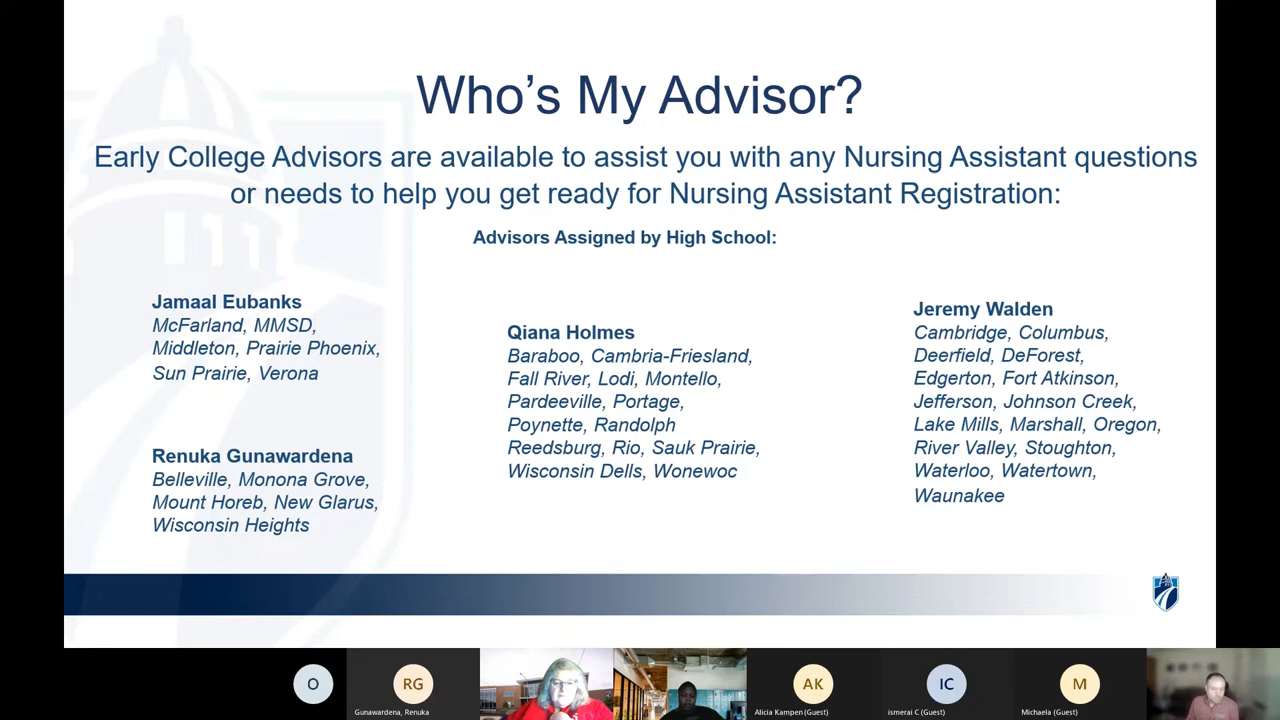 Who's My Advisor?
Early College Advisors are available to assist you with any Nursing Assistant questions
or needs to help you get ready for Nursing Assistant Registration:
Advisors Assigned by High School:
Jamaal Eubanks
McFarland, MMSD,
Middleton, Prairie Phoenix,
Sun Prairie, Verona
Renuka Gunawardena
Belleville, Monona Grove,
Mount Horeb, New Glarus,
Wisconsin Heights
Qiana Holmes
Baraboo, Cambria-Friesland,
Fall River, Lodi, Montello,
Pardeeville, Portage,
Poynette, Randolph
Reedsburg, Rio, Sauk Prairie,
Wisconsin Dells, Wonewoc
Jeremy Walden
Cambridge, Columbus,
Deerfield, DeForest,
Edgerton, Fort Atkinson,
Jefferson, Johnson Creek,
Lake Mills, Marshall, Oregon,
River Valley, Stoughton,
Waterloo, Watertown,
Waunakee
O
RG
Gunawardena, Renuka
AK
Alicia Kampen (Guest)
IC
ismerai C (Guest)
M
Michaela (Guest)